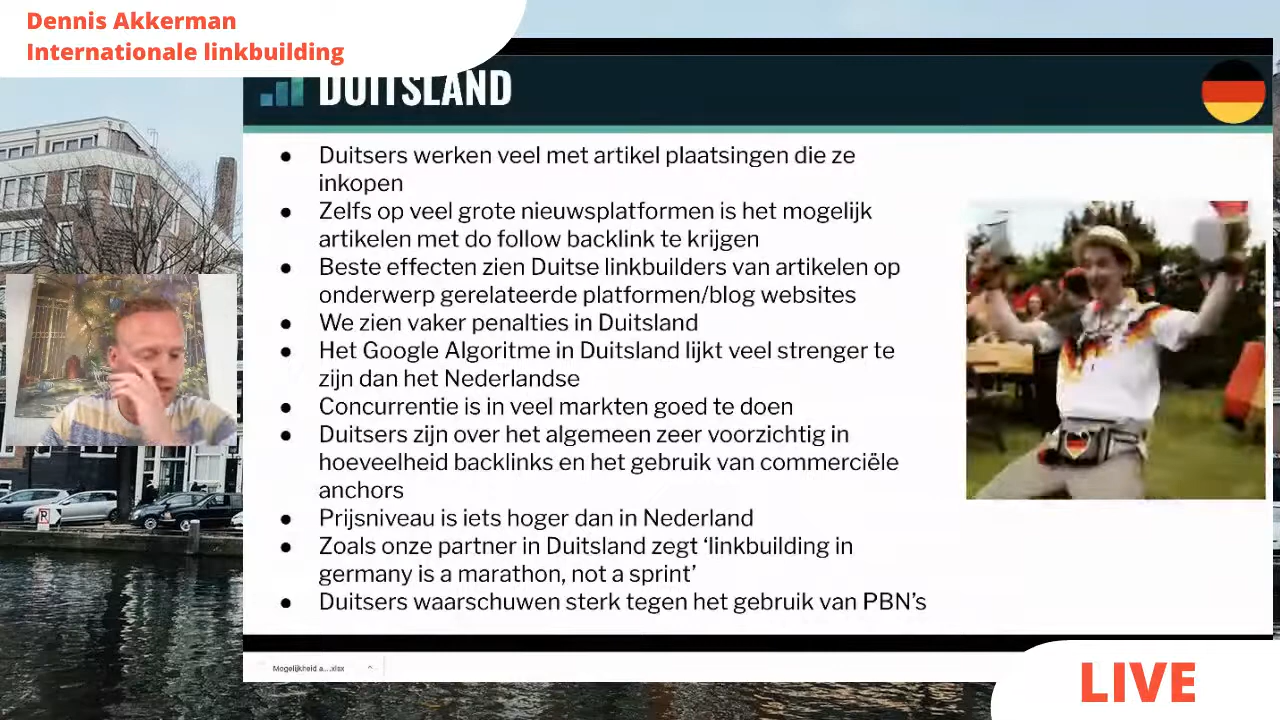 Dennis Akkerman
Internationale linkbuilding
DUITSLAND
● Duitsers werken veel met artikel plaatsingen die ze
inkopen
● Zelfs op veel grote nieuwsplatformen is het mogelijk
artikelen met do follow backlink te krijgen
● Beste effecten zien Duitse linkbuilders van artikelen op
onderwerp gerelateerde platformen/blog websites
● We zien vaker penalties in Duitsland
● Het Google Algoritme in Duitsland lijkt veel strenger te
zijn dan het Nederlandse
● Concurrentie is in veel markten goed te doen
● Duitsers zijn over het algemeen zeer voorzichtig in
hoeveelheid backlinks en het gebruik van commerciële
anchors
● Prijsniveau is iets hoger dan in Nederland
● Zoals onze partner in Duitsland zegt ‘linkbuilding in
germany is a marathon, not a sprint’
● Duitsers waarschuwen sterk tegen het gebruik van PBN’s
Mogelijkheid a....xlsx
LIVE